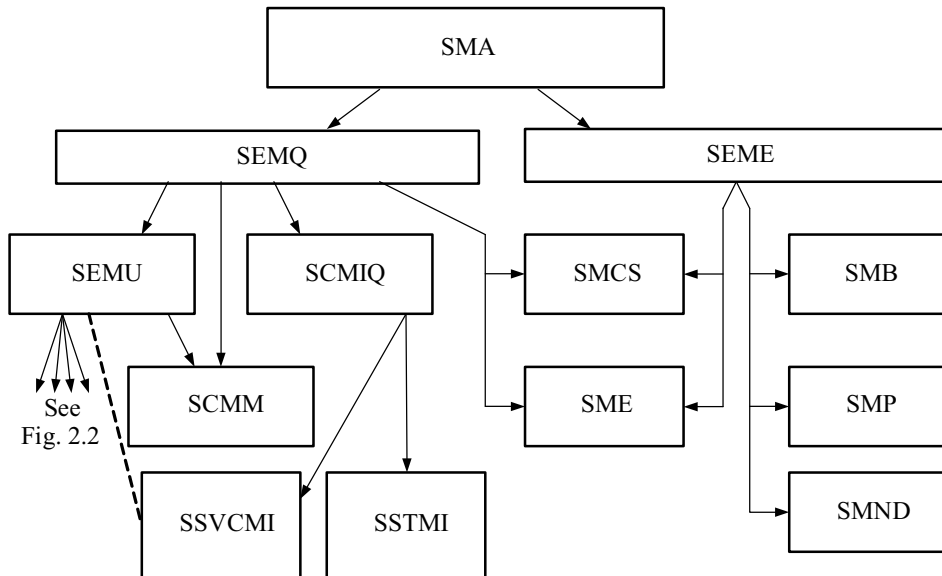 SMA
SEMQ
SEME
SEMU
SCMIQ
SMCS
SMB
See
Fig. 2.2
SCMM
SME
SMP
SSVCMI
SSTMI
SMND